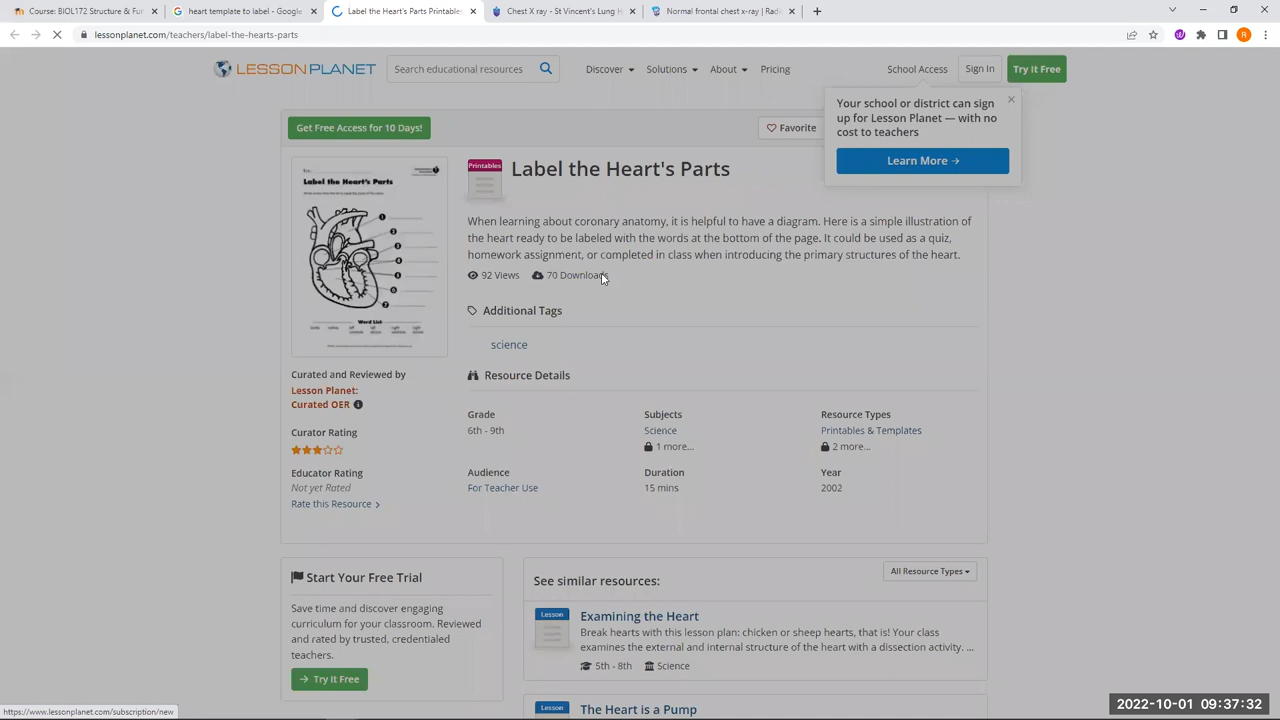 Course: BIOL172 Structure & Fu
heart template to label - Google
Label the Heart's Parts Printables
Chest X ray - St Vincent's Lung H
Normal frontal chest x-ray | Radi
lessonplanet.com/teachers/label-the-hearts-parts
R
LESSONPLANET
Search educational resources
Discover
Solutions
About
Pricing
School Access
Sign In
Try It Free
Your school or district can sign
up for Lesson Planet — with no
cost to teachers
Learn More →
Get Free Access for 10 Days!
Favorite
Label the Heart's Parts
1
2
3
4
5
6
7
Word List
Printables
Label the Heart's Parts
When learning about coronary anatomy, it is helpful to have a diagram. Here is a simple illustration of
the heart ready to be labeled with the words at the bottom of the page. It could be used as a quiz,
homework assignment, or completed in class when introducing the primary structures of the heart.
92 Views
70 Downloads
Additional Tags
science
Resource Details
Curated and Reviewed by
Lesson Planet:
Curated OER
Curator Rating
Educator Rating
Not yet Rated
Rate this Resource
Grade
6th - 9th
Subjects
Science
1 more...
Resource Types
Printables & Templates
2 more...
Audience
For Teacher Use
Duration
15 mins
Year
2002
Start Your Free Trial
Save time and discover engaging
curriculum for your classroom. Reviewed
and rated by trusted, credentialed
teachers.
→ Try It Free
See similar resources:
All Resource Types
Lesson
Examining the Heart
Break hearts with this lesson plan: chicken or sheep hearts, that is! Your class
examines the external and internal structure of the heart with a dissection activity. ...
5th - 8th
Science
Lesson
The Heart is a Pump
https://www.lessonplanet.com/subscription/new
2022-10-01 09:37:32